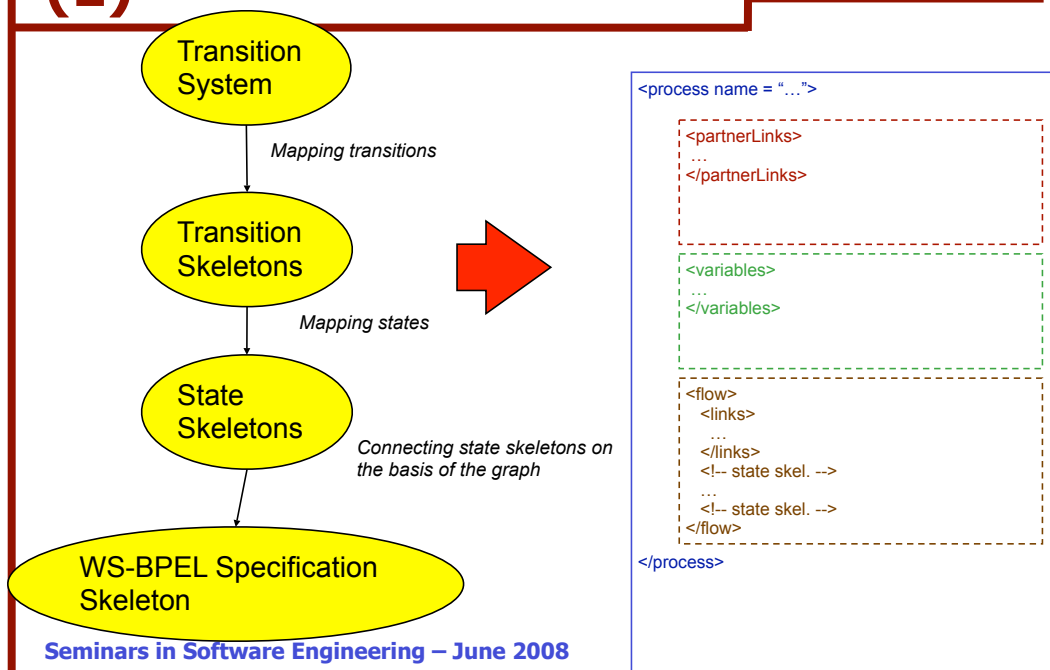 Transition
System
Mapping transitions
Transition
Skeletons
Mapping states
State
Skeletons
Connecting state skeletons on
the basis of the graph
WS-BPEL Specification
Skeleton
<process name = “…”>
<partnerLinks>
…
</partnerLinks>
<variables>
…
</variables>
<flow>
<links>
…
</links>
<!-- state skel. -->
…
<!-- state skel. -->
</flow>
</process>
Seminars in Software Engineering – June 2008